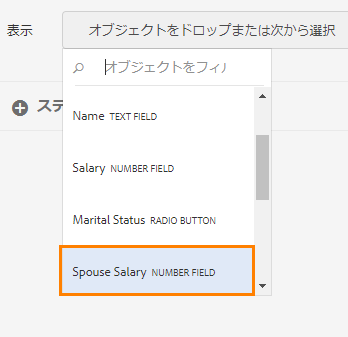 表示 オブジェクトをドロップまたは次から選択
オブジェクトをフィル
ステ
Name TEXT FIELD
Salary NUMBER FIELD
Marital Status RADIO BUTTON
Spouse Salary NUMBER FIELD